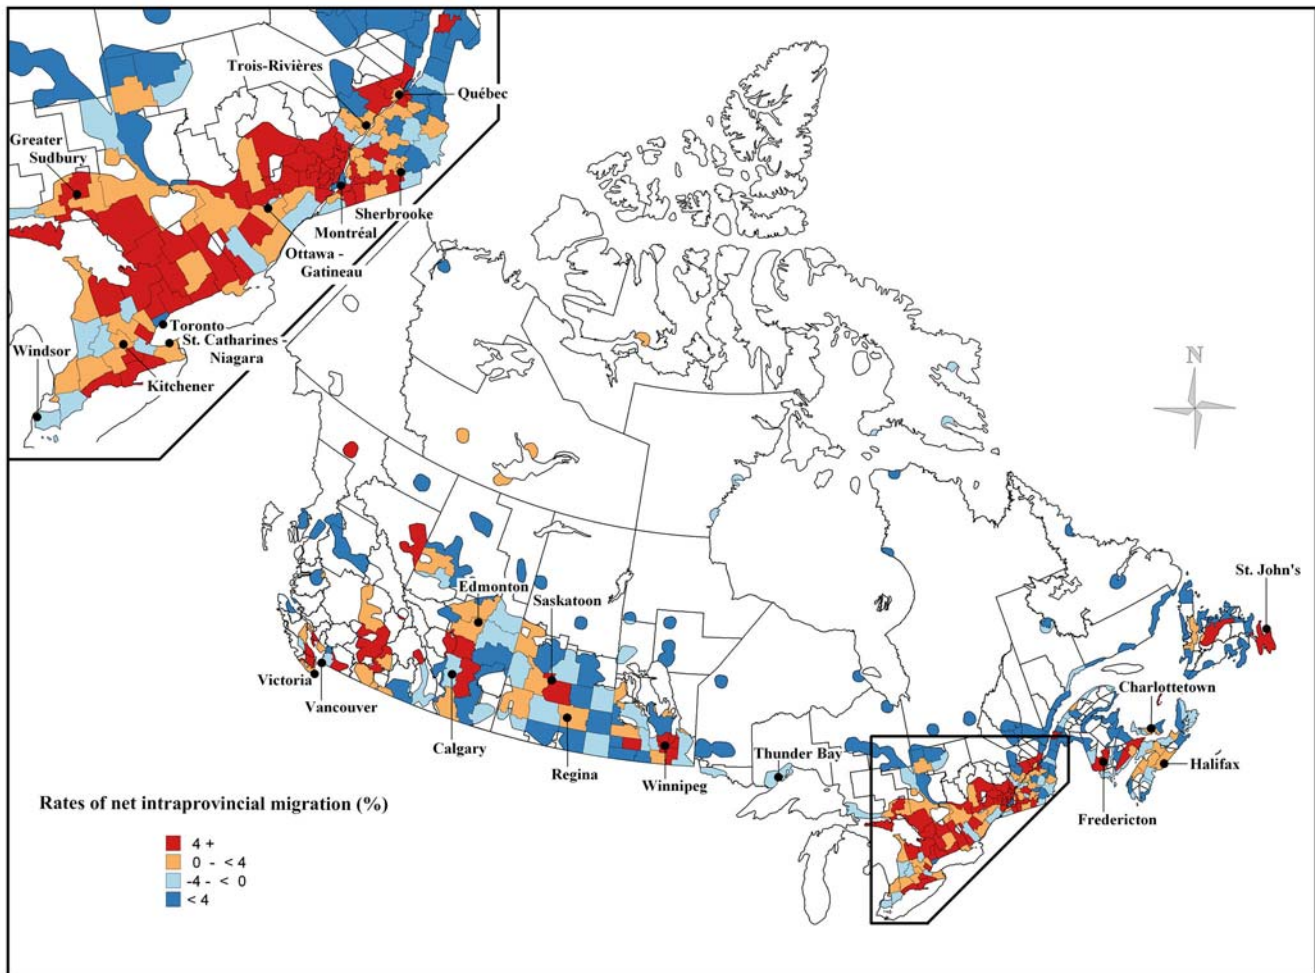 Trois-Rivières
Québec
Greater
Sudbury
Sherbrooke
Montréal
Ottawa -
Gatineau
Toronto
St. Catharines -
Niagara
Windsor
Kitchener
N
Edmonton
Saskatoon
St. John's
Victoria
Vancouver
Charlottetown
Calgary
Regina
Winnipeg
Thunder Bay
Halifax
Fredericton
Rates of net intraprovincial migration (%)
4 +
0 - < 4
-4 - < 0
< 4